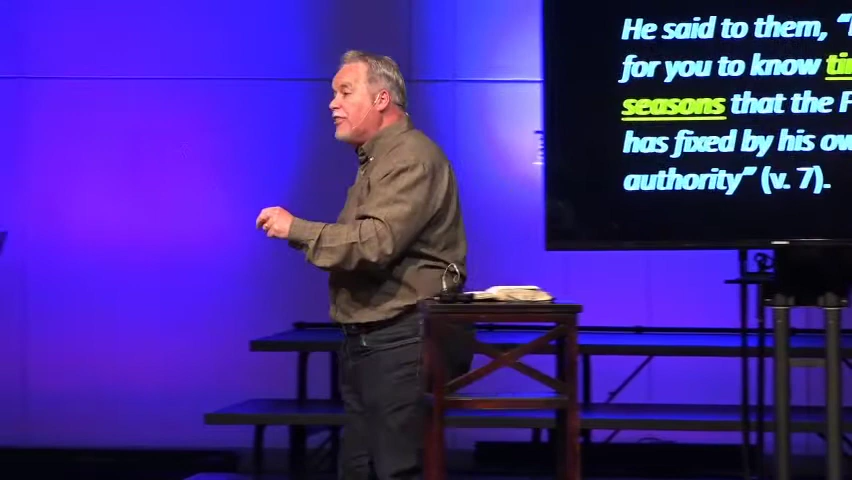 He said to them, “
for you to know
seasons that the
has fixed by his
authority” (v. 7).